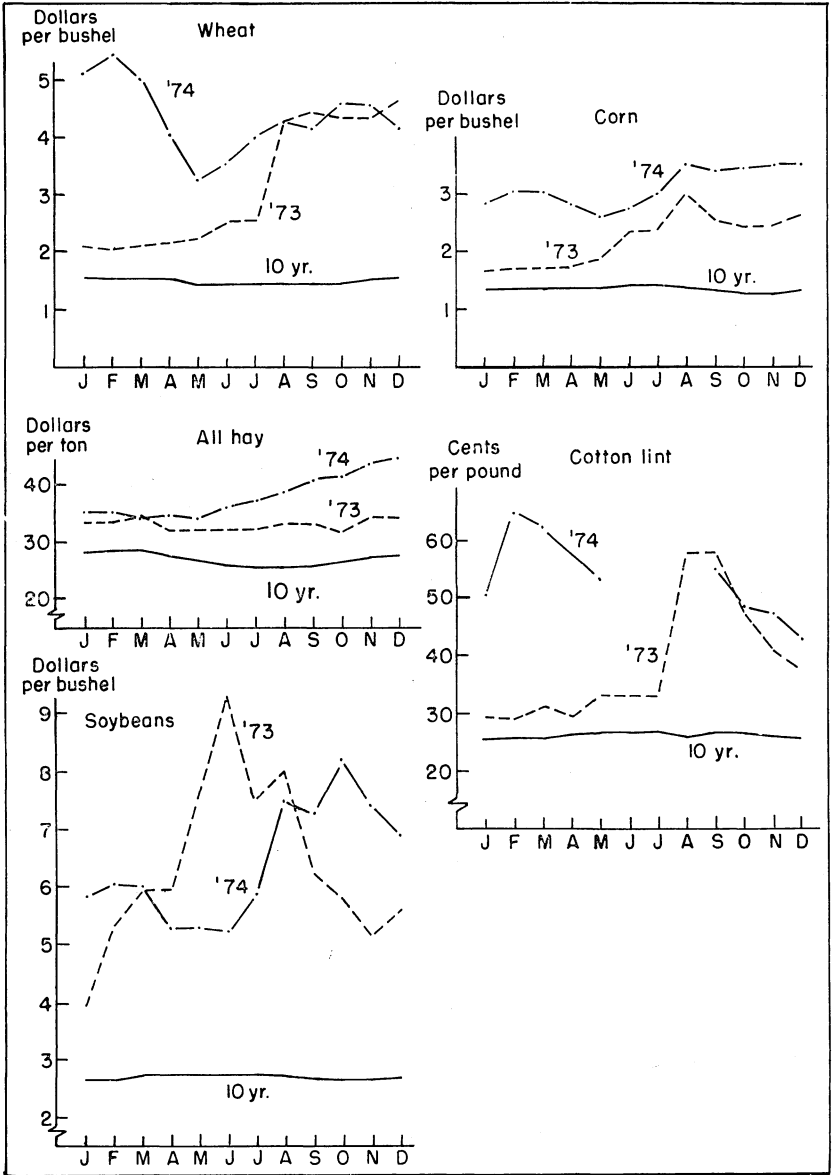 Dollars
per bushel
Wheat
5
4
3
2
1
'74
'73
10 yr.
J F M A M J J A S O N D
Dollars
per bushel
Corn
3
2
1
'74
'73
10 yr.
J F M A M J J A S O N D
Dollars
per ton
All hay
40
30
20
'74
'73
10 yr.
J F M A M J J A S O N D
Cents
per pound
Cotton lint
60
50
40
30
20
'74
'73
10 yr.
J F M A M J J A S O N D
Dollars
per bushel
Soybeans
9
8
7
6
5
4
3
2
'73
'74
10 yr.
J F M A M J J A S O N D